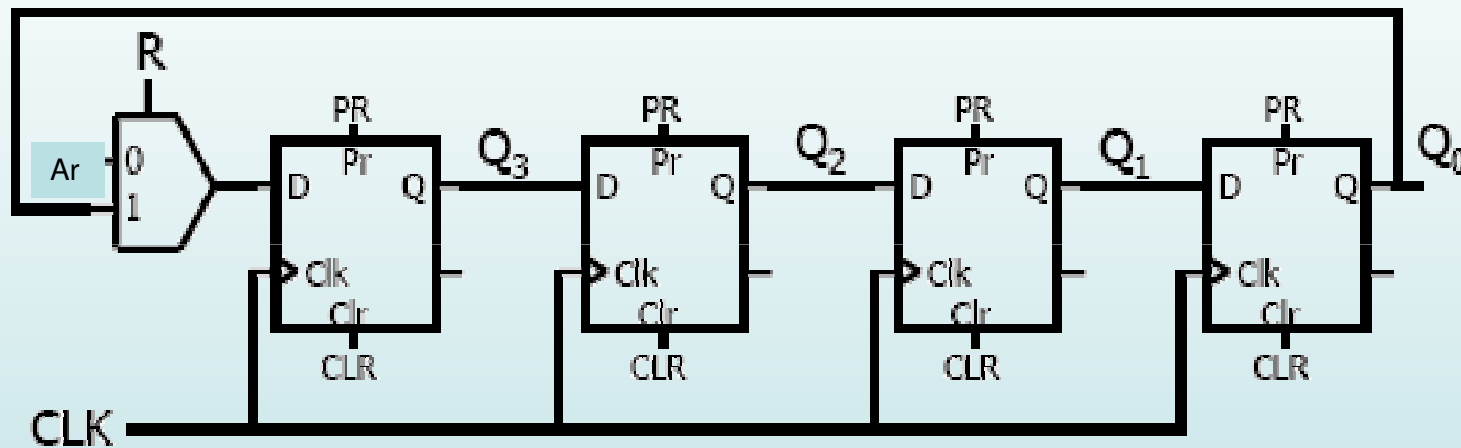 R
PR PR PR PR
Ar 0 Pr Q3 Pr Q2 Pr Q1 Pr Q0
1 D Q D Q D Q D Q
Clk Clk Clk Clk
Clr Clr Clr Clr
CLR CLR CLR CLR
CLK